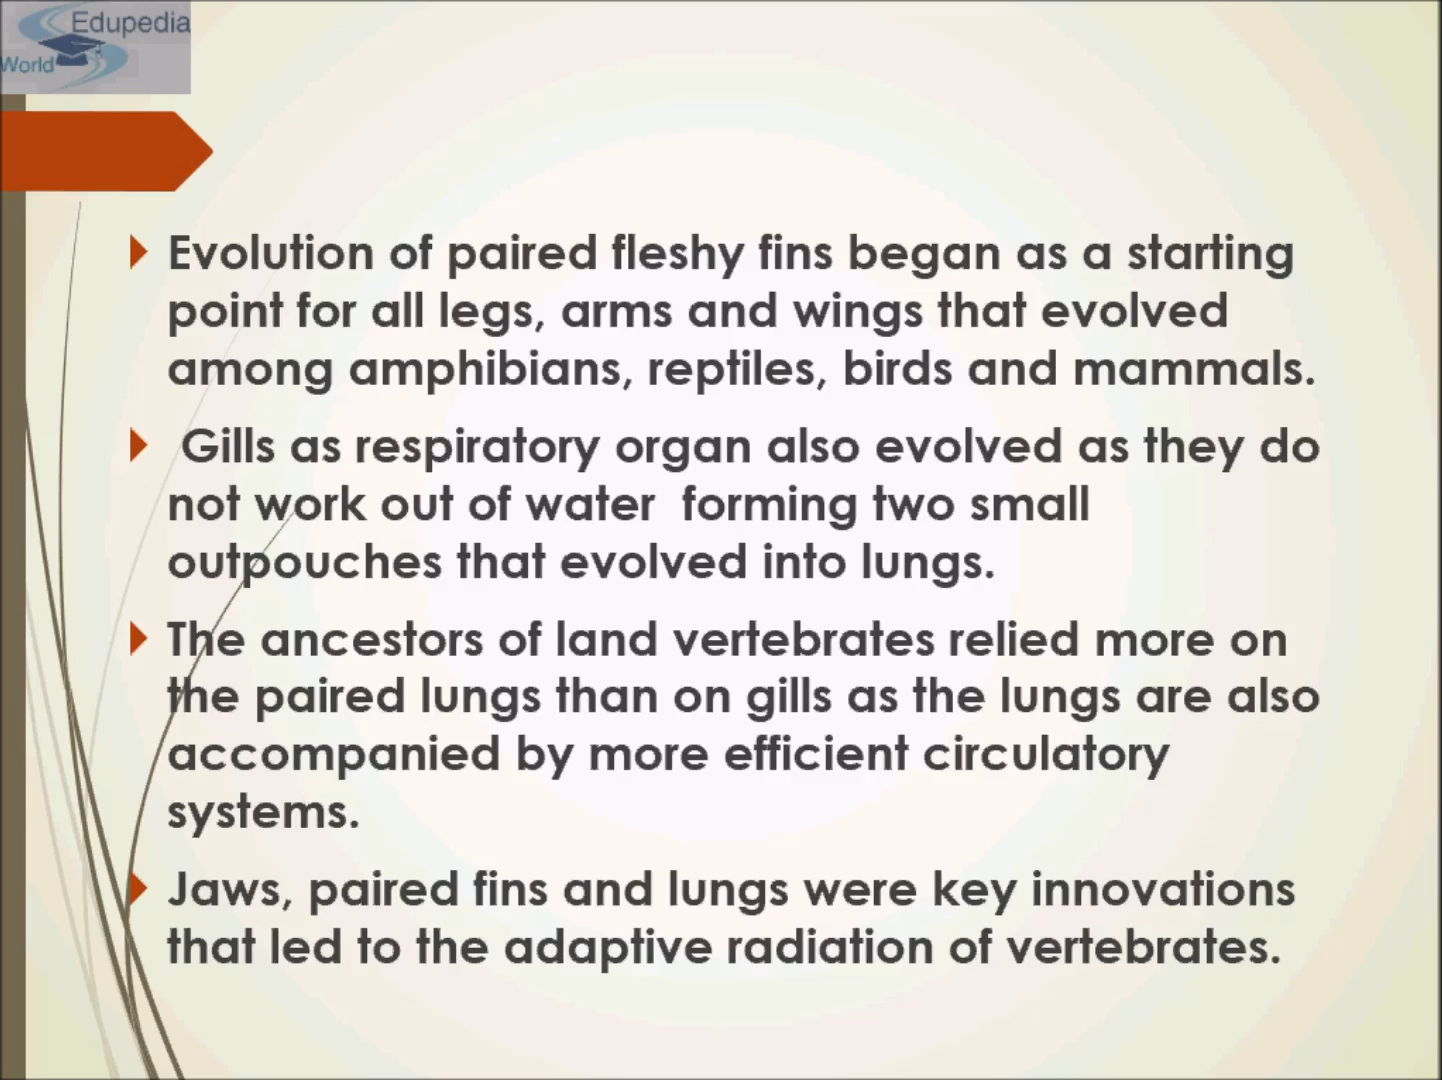 Edupedia
World
Evolution of paired fleshy fins began as a starting
point for all legs, arms and wings that evolved
among amphibians, reptiles, birds and mammals.
Gills as respiratory organ also evolved as they do
not work out of water forming two small
outpouches that evolved into lungs.
The ancestors of land vertebrates relied more on
the paired lungs than on gills as the lungs are also
accompanied by more efficient circulatory
systems.
Jaws, paired fins and lungs were key innovations
that led to the adaptive radiation of vertebrates.